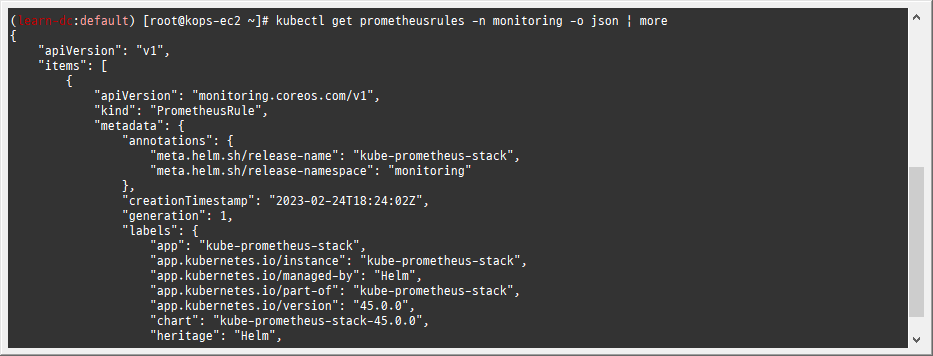 (learn-dc:default) [root@kops-ec2 ~]# kubectl get prometheusrules -n monitoring -o json | more
{
    "apiVersion": "v1",
    "items": [
        {
            "apiVersion": "monitoring.coreos.com/v1",
            "kind": "PrometheusRule",
            "metadata": {
                "annotations": {
                    "meta.helm.sh/release-name": "kube-prometheus-stack",
                    "meta.helm.sh/release-namespace": "monitoring"
                },
                "creationTimestamp": "2023-02-24T18:24:02Z",
                "generation": 1,
                "labels": {
                    "app": "kube-prometheus-stack",
                    "app.kubernetes.io/instance": "kube-prometheus-stack",
                    "app.kubernetes.io/managed-by": "Helm",
                    "app.kubernetes.io/part-of": "kube-prometheus-stack",
                    "app.kubernetes.io/version": "45.0.0",
                    "chart": "kube-prometheus-stack-45.0.0",
                    "heritage": "Helm",